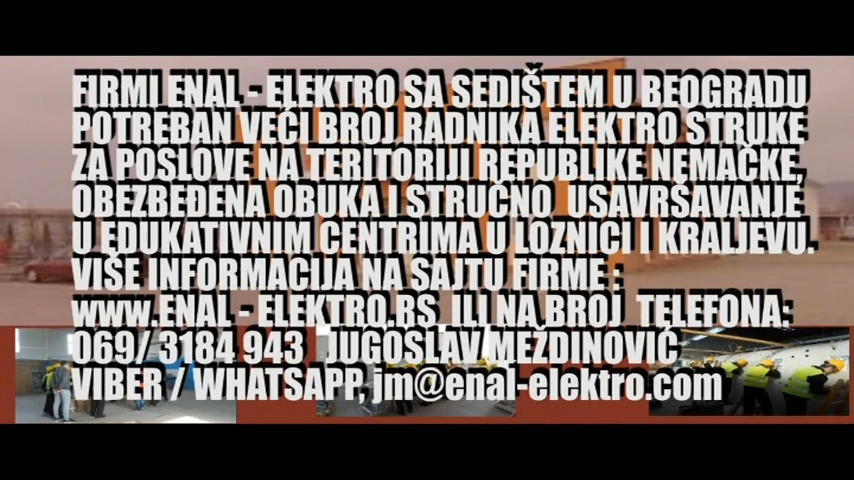 FIRMI ENAL - ELEKTRO SA SEDIŠTEM U BEOGRADU
POTREBAN VEĆI BROJ RADNIKA ELEKTRO STRUKE
ZA POSLOVE NA TERITORIJI REPUBLIKE NEMAČKE,
OBEZBEĐENA OBUKA I STRUČNO USAVRŠAVANJE
U EDUKATIVNIM CENTRIMA U LOZNICI I KRALJEVU.
VIŠE INFORMACIJA NA SAJTU FIRME :
www.ENAL - ELEKTRO.RS ILI NA BROJ TELEFONA:
069/ 3184 943 JUGOSLAV MEŽDINOVIĆ
VIBER / WHATSAPP, jm@enal-elektro.com